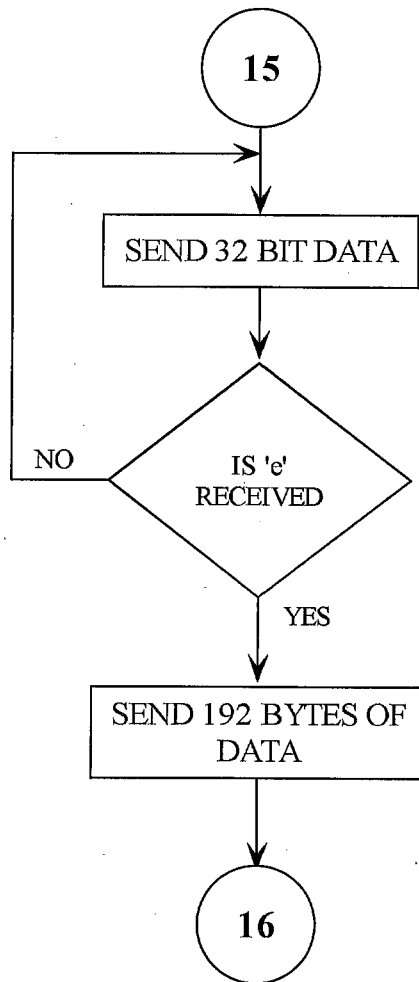 15
SEND 32 BIT DATA
IS 'e'
RECEIVED
NO
YES
SEND 192 BYTES OF
DATA
16